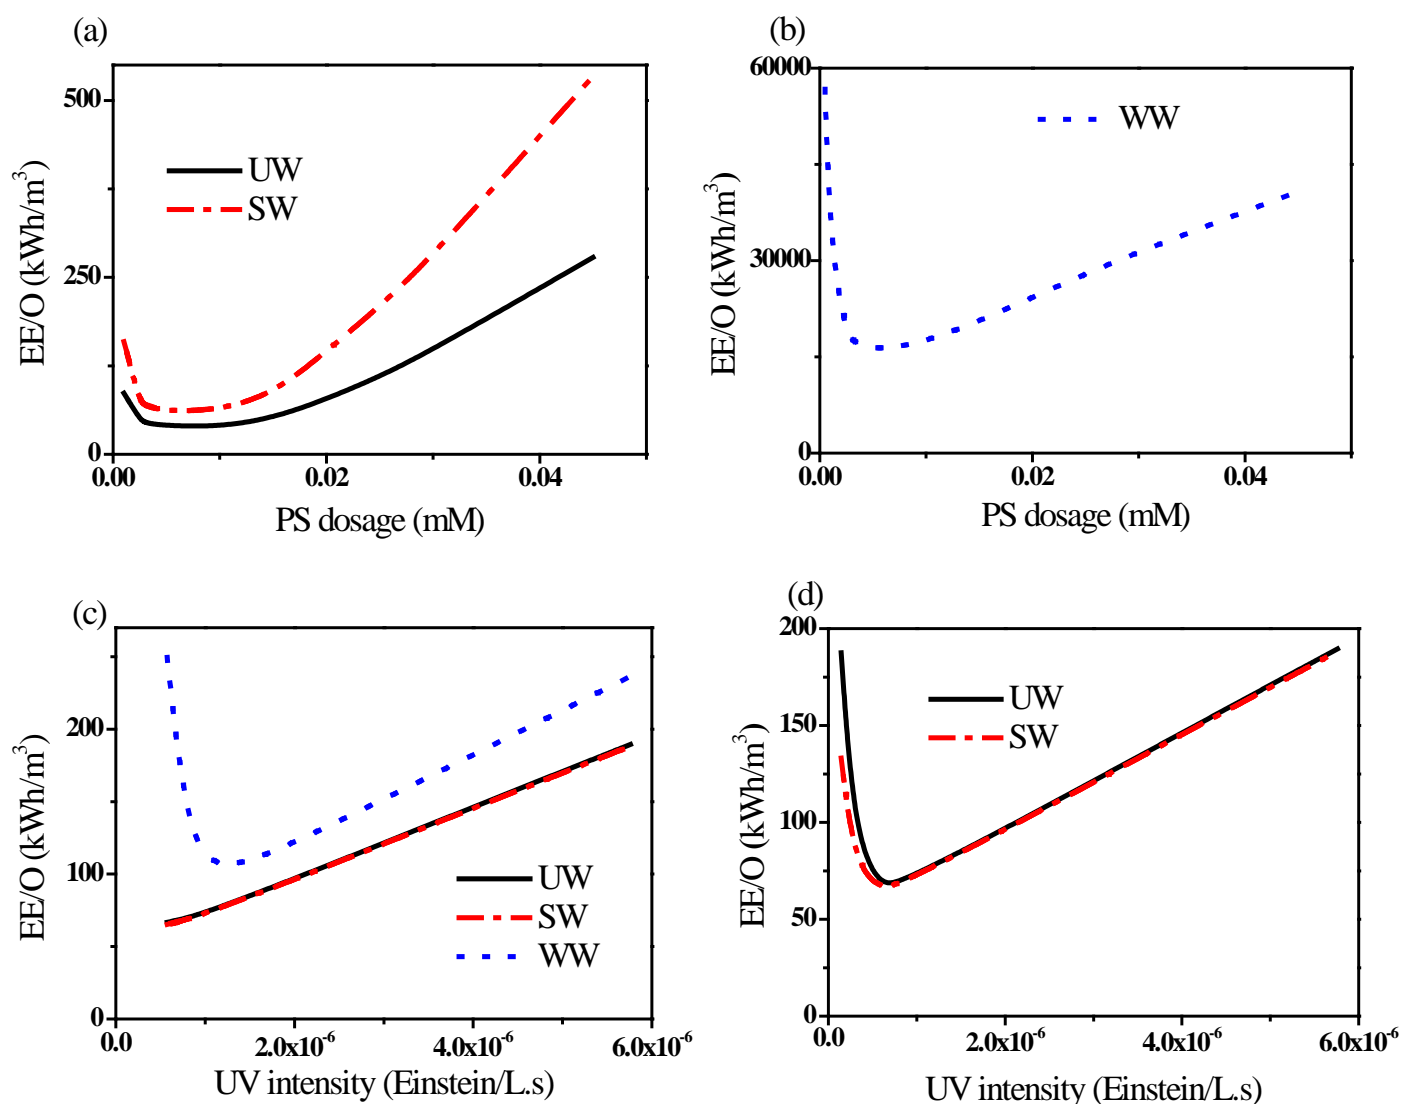 (a)
500
250
0
EE/O (kWh/m³)
UW
SW
0.00
0.02
0.04
PS dosage (mM)
(b)
60000
30000
0
EE/O (kWh/m³)
WW
0.00
0.02
0.04
PS dosage (mM)
(c)
200
100
0
EE/O (kWh/m³)
UW
SW
WW
0.0
2.0x10⁻⁶
4.0x10⁻⁶
6.0x10⁻⁶
UV intensity (Einstein/L.s)
(d)
200
150
100
50
0
EE/O (kWh/m³)
UW
SW
0.0
2.0x10⁻⁶
4.0x10⁻⁶
6.0x10⁻⁶
UV intensity (Einstein/L.s)